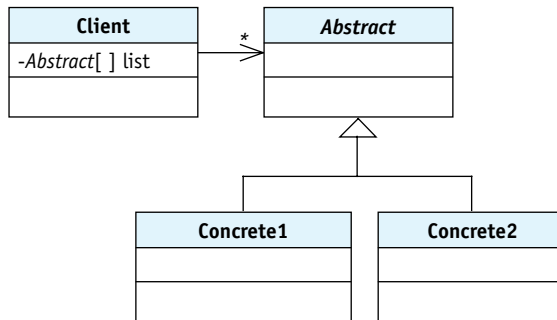 Client
-Abstract[ ] list
*
Abstract
Concrete1
Concrete2